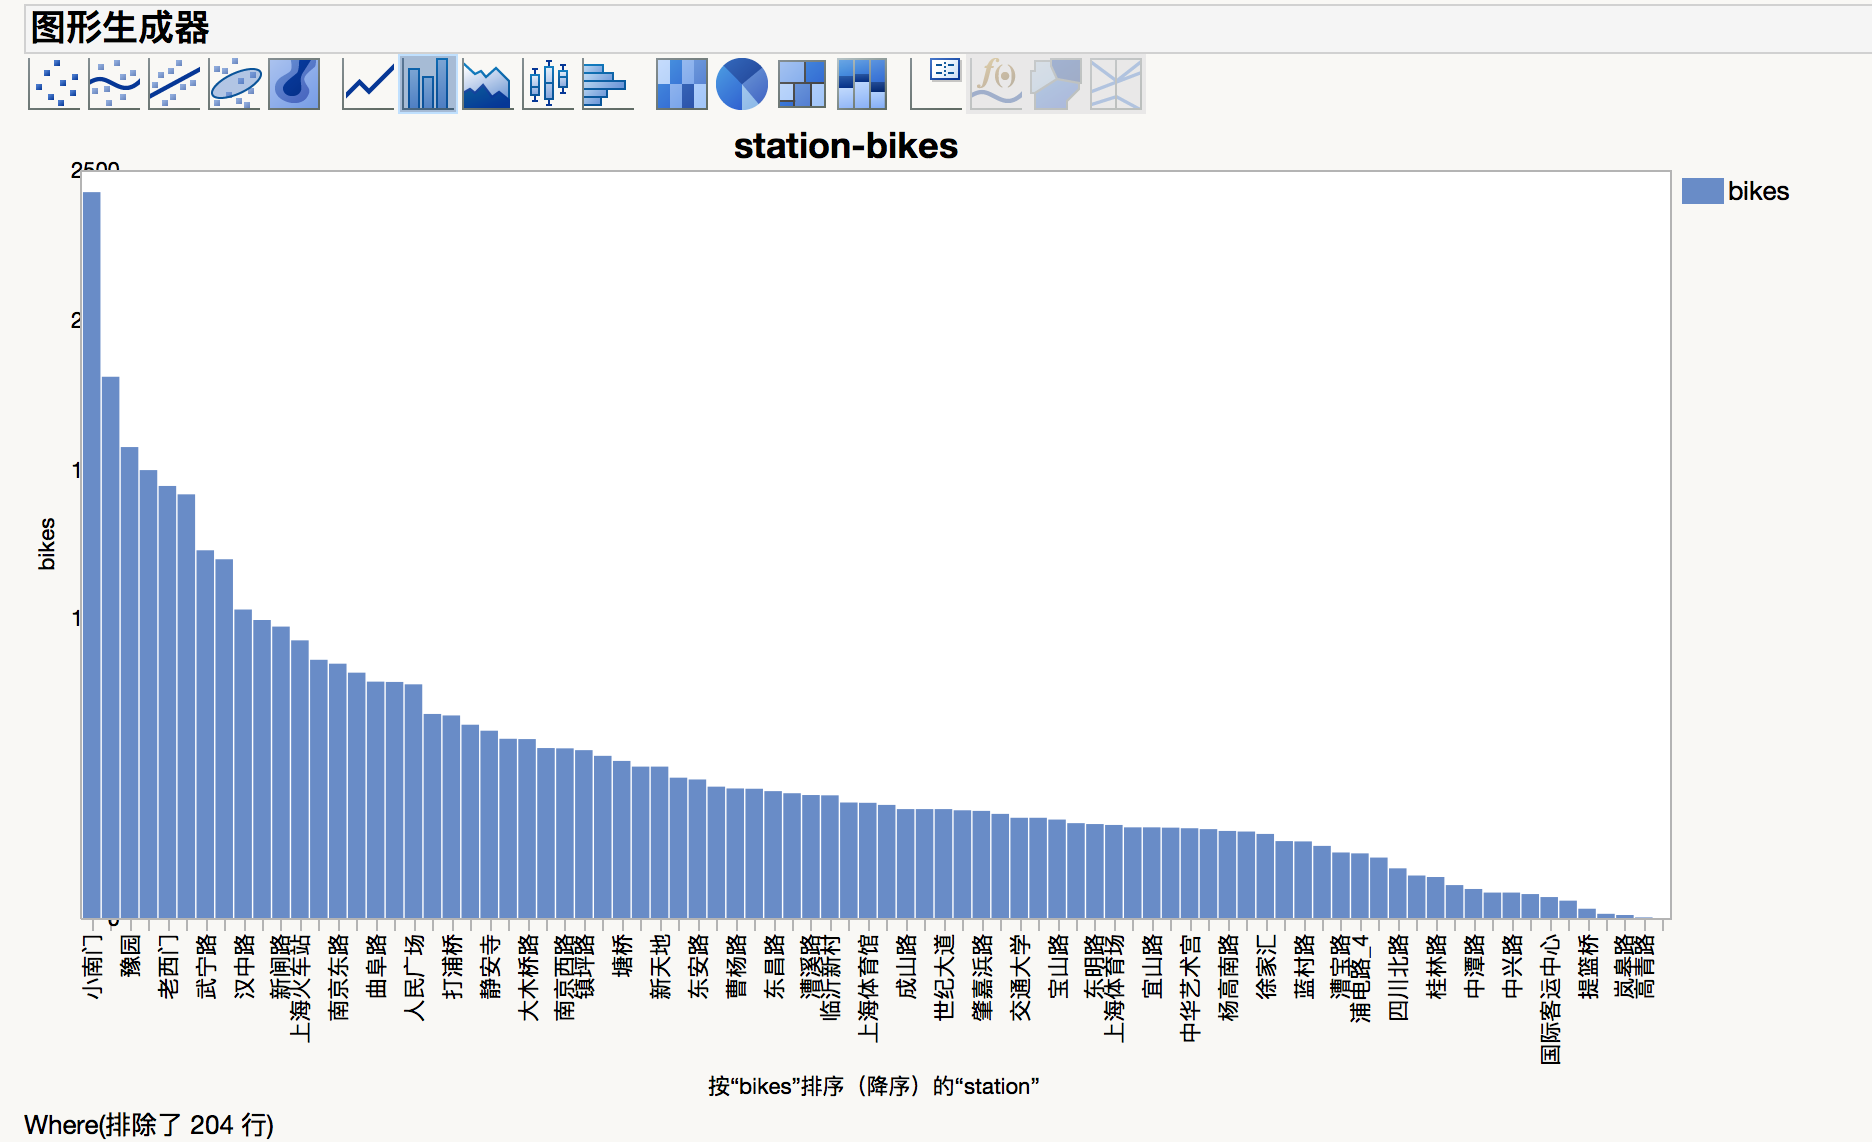 图形生成器
station-bikes
2500
2
1
1
bikes
bikes
小南门
豫园
老西门
武宁路
汉中路
新闸路
上海火车站
南京东路
曲阜路
人民广场
打浦桥
静安寺
大木桥路
南京西路
镇坪路
塘桥
新天地
东安路
曹杨路
东昌路
漕溪路
临沂新村
上海体育馆
成山路
世纪大道
肇嘉浜路
交通大学
宝山路
东明路
上海体育场
宜山路
中华艺术宫
杨高南路
徐家汇
蓝村路
漕宝路
浦电路_4
四川北路
桂林路
中潭路
中兴路
国际客运中心
提篮桥
岚皋路
高青路
按“bikes”排序（降序）的“station”
Where(排除了 204 行)